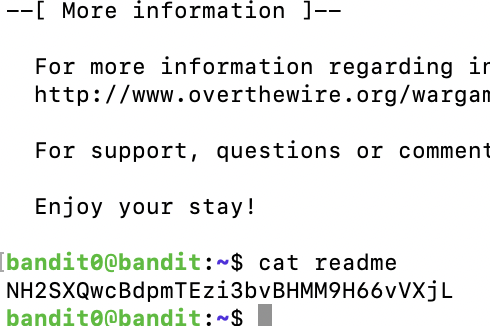 --[ More information ]--
For more information regarding in
http://www.overthewire.org/wargam
For support, questions or comment
Enjoy your stay!
[bandit0@bandit:~$ cat readme
NH2SXQwcBdpmTEzi3bvBHMM9H66vVXjL
bandit0@bandit:~$